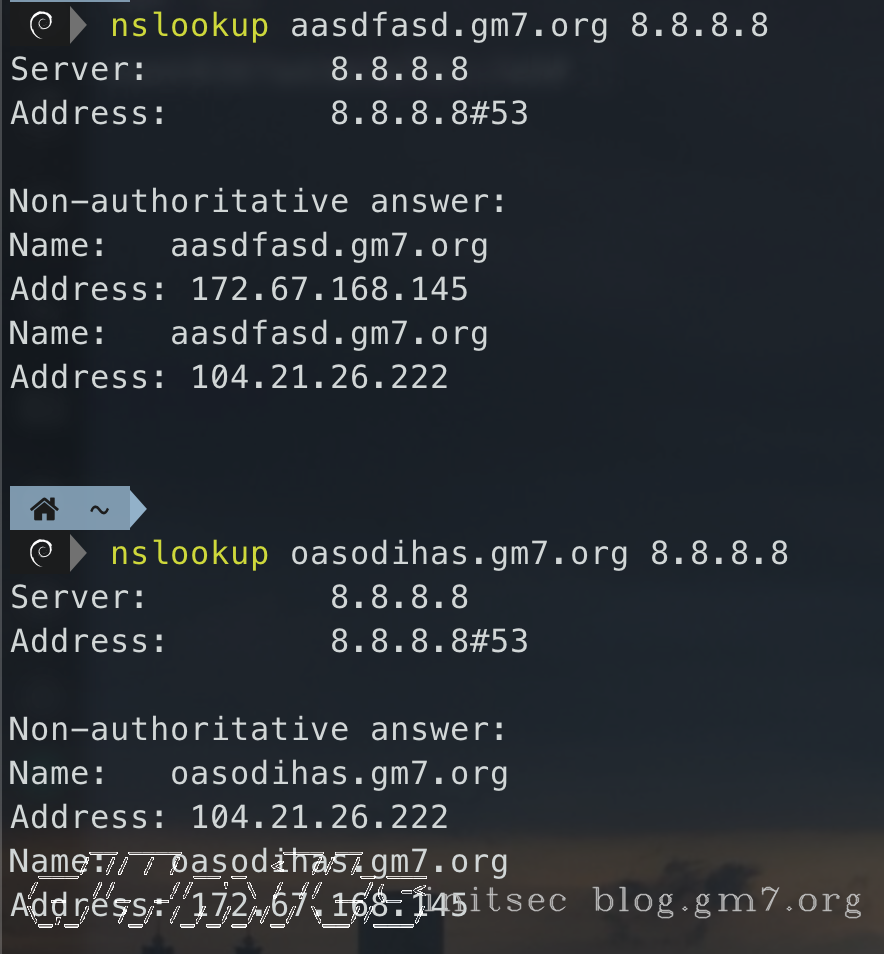 nslookup aasdfasd.gm7.org 8.8.8.8
Server:		8.8.8.8
Address:	8.8.8.8#53
Non-authoritative answer:
Name:	aasdfasd.gm7.org
Address: 172.67.168.145
Name:	aasdfasd.gm7.org
Address: 104.21.26.222
~
nslookup oasodihas.gm7.org 8.8.8.8
Server:		8.8.8.8
Address:	8.8.8.8#53
Non-authoritative answer:
Name:	oasodihas.gm7.org
Address: 104.21.26.222
Name:	oasodihas.gm7.org
Address: 172.67.168.145
blog.gm7.org